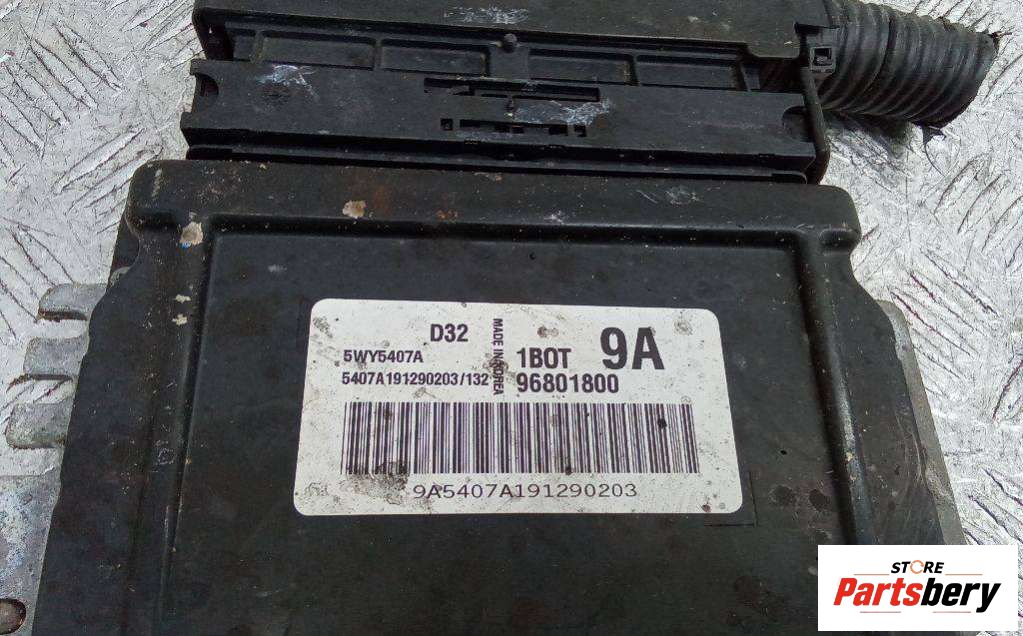 D32
MADE IN KOREA
1BOT
9A
5WY5407A
5407A191290203/132
96801800
9A5407A191290203
STORE
Partsbery